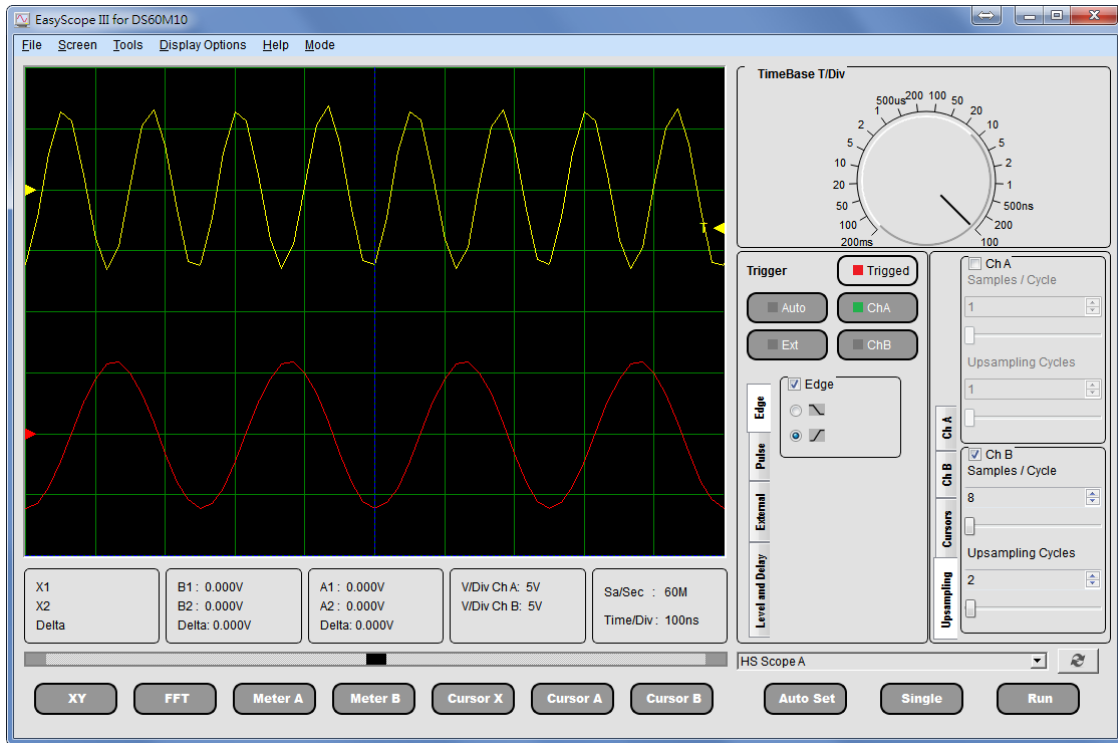 EasyScope III for DS60M10
File Screen Tools Display Options Help Mode
T
X1
X2
Delta
B1 : 0.000V
B2 : 0.000V
Delta: 0.000V
A1 : 0.000V
A2 : 0.000V
Delta: 0.000V
V/Div Ch A: 5V
V/Div Ch B: 5V
Sa/Sec : 60M
Time/Div : 100ns
XY FFT Meter A Meter B Cursor X Cursor A Cursor B
TimeBase T/Div
200ms
100
50
20
10
5
2
1
500us
200
100
50
20
10
5
2
1
500ns
200
100
Trigger
Trigged
Auto
ChA
Ext
ChB
Edge
Pulse
External
Level and Delay
Edge
Ch A
Ch B
Cursors
Upsampling
Ch A
Samples / Cycle
1
Upsampling Cycles
1
Ch B
Samples / Cycle
8
Upsampling Cycles
2
HS Scope A
Auto Set Single Run